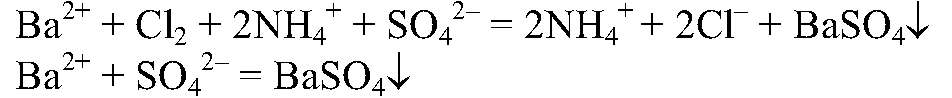 Ba²⁺ + Cl₂ + 2NH₄⁺ + SO₄²⁻ = 2NH₄⁺ + 2Cl⁻ + BaSO₄↓
Ba²⁺ + SO₄²⁻ = BaSO₄↓